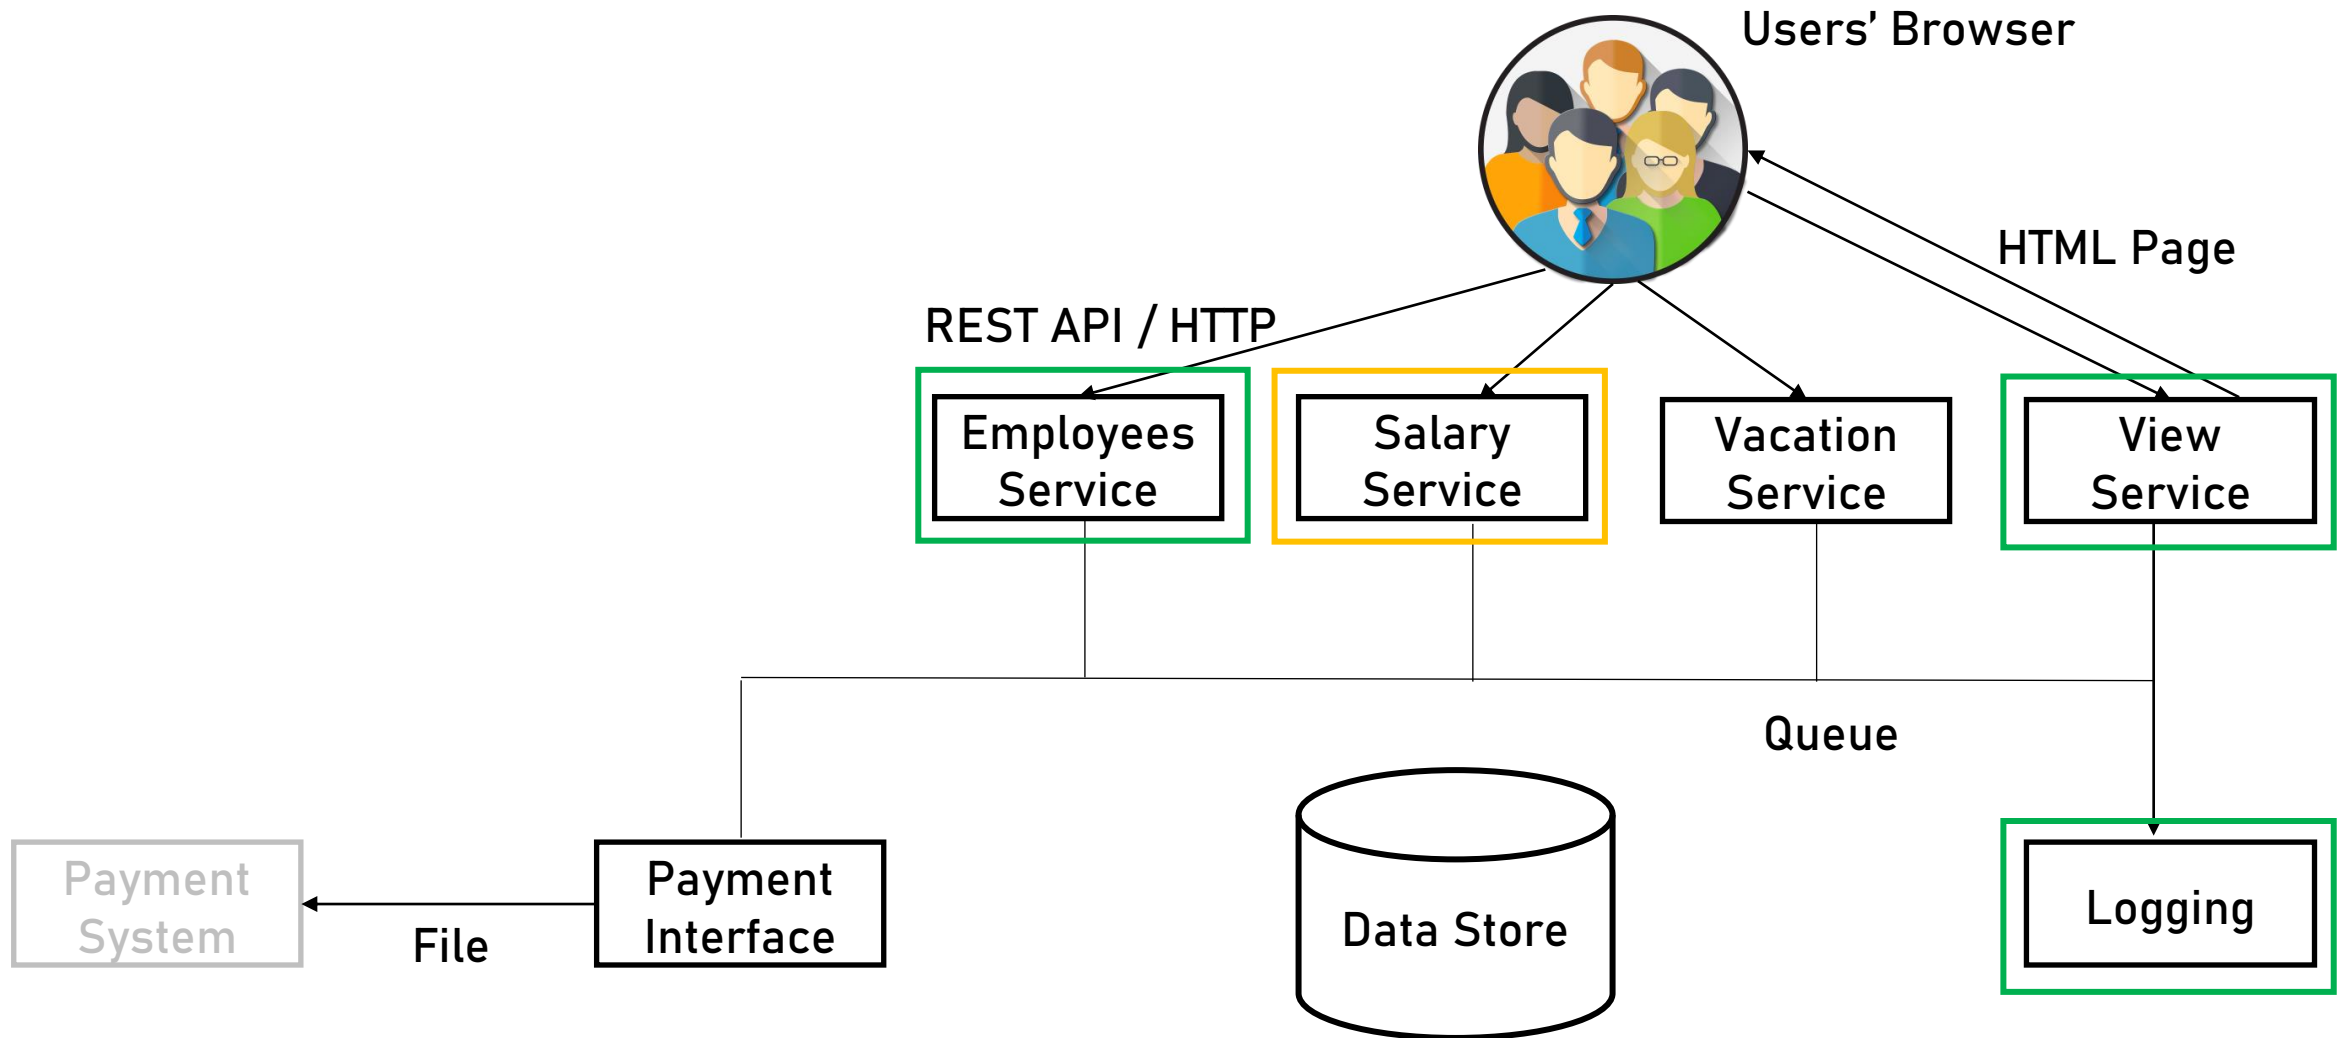 Users’ Browser
HTML Page
REST API / HTTP
Employees
Service
Salary
Service
Vacation
Service
View
Service
Queue
Payment
System
File
Payment
Interface
Data Store
Logging